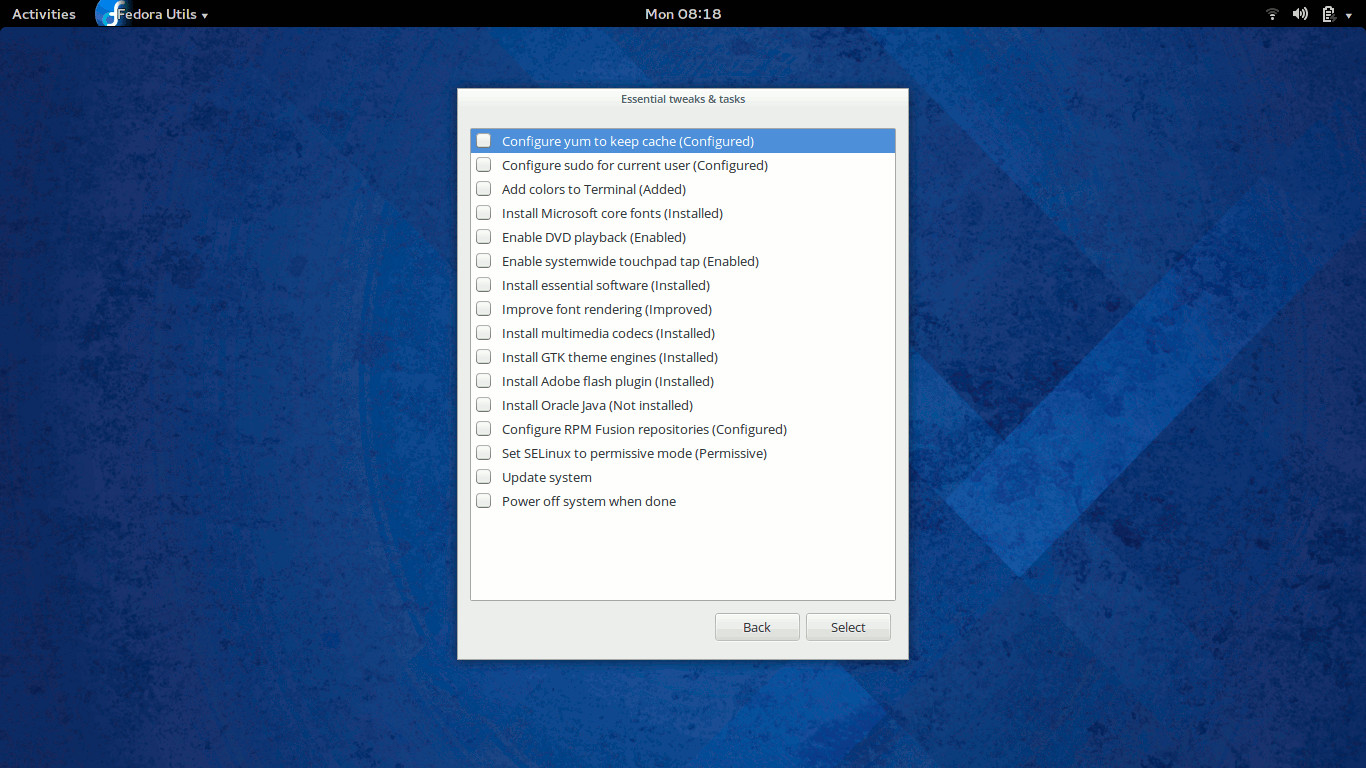 Activities Fedora Utils Mon 08:18
Essential tweaks & tasks
Configure yum to keep cache (Configured)
Configure sudo for current user (Configured)
Add colors to Terminal (Added)
Install Microsoft core fonts (Installed)
Enable DVD playback (Enabled)
Enable systemwide touchpad tap (Enabled)
Install essential software (Installed)
Improve font rendering (Improved)
Install multimedia codecs (Installed)
Install GTK theme engines (Installed)
Install Adobe flash plugin (Installed)
Install Oracle Java (Not installed)
Configure RPM Fusion repositories (Configured)
Set SELinux to permissive mode (Permissive)
Update system
Power off system when done
Back Select